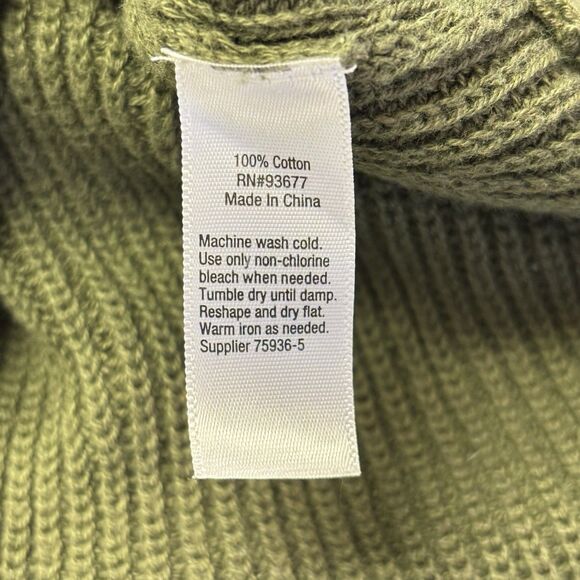 100% Cotton
RN#93677
Made In China
Machine wash cold.
Use only non-chlorine
bleach when needed.
Tumble dry until damp.
Reshape and dry flat.
Warm iron as needed.
Supplier 75936-5